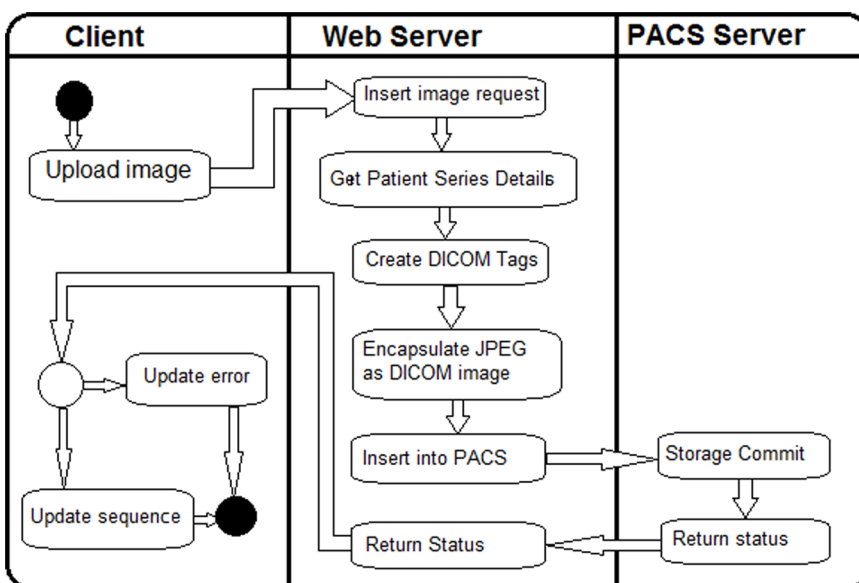 Client
Web Server
PACS Server
Insert image request
Upload image
Get Patient Series Details
Create DICOM Tags
Encapsulate JPEG
as DICOM image
Update error
Insert into PACS
Storage Commit
Update sequence
Return Status
Return status